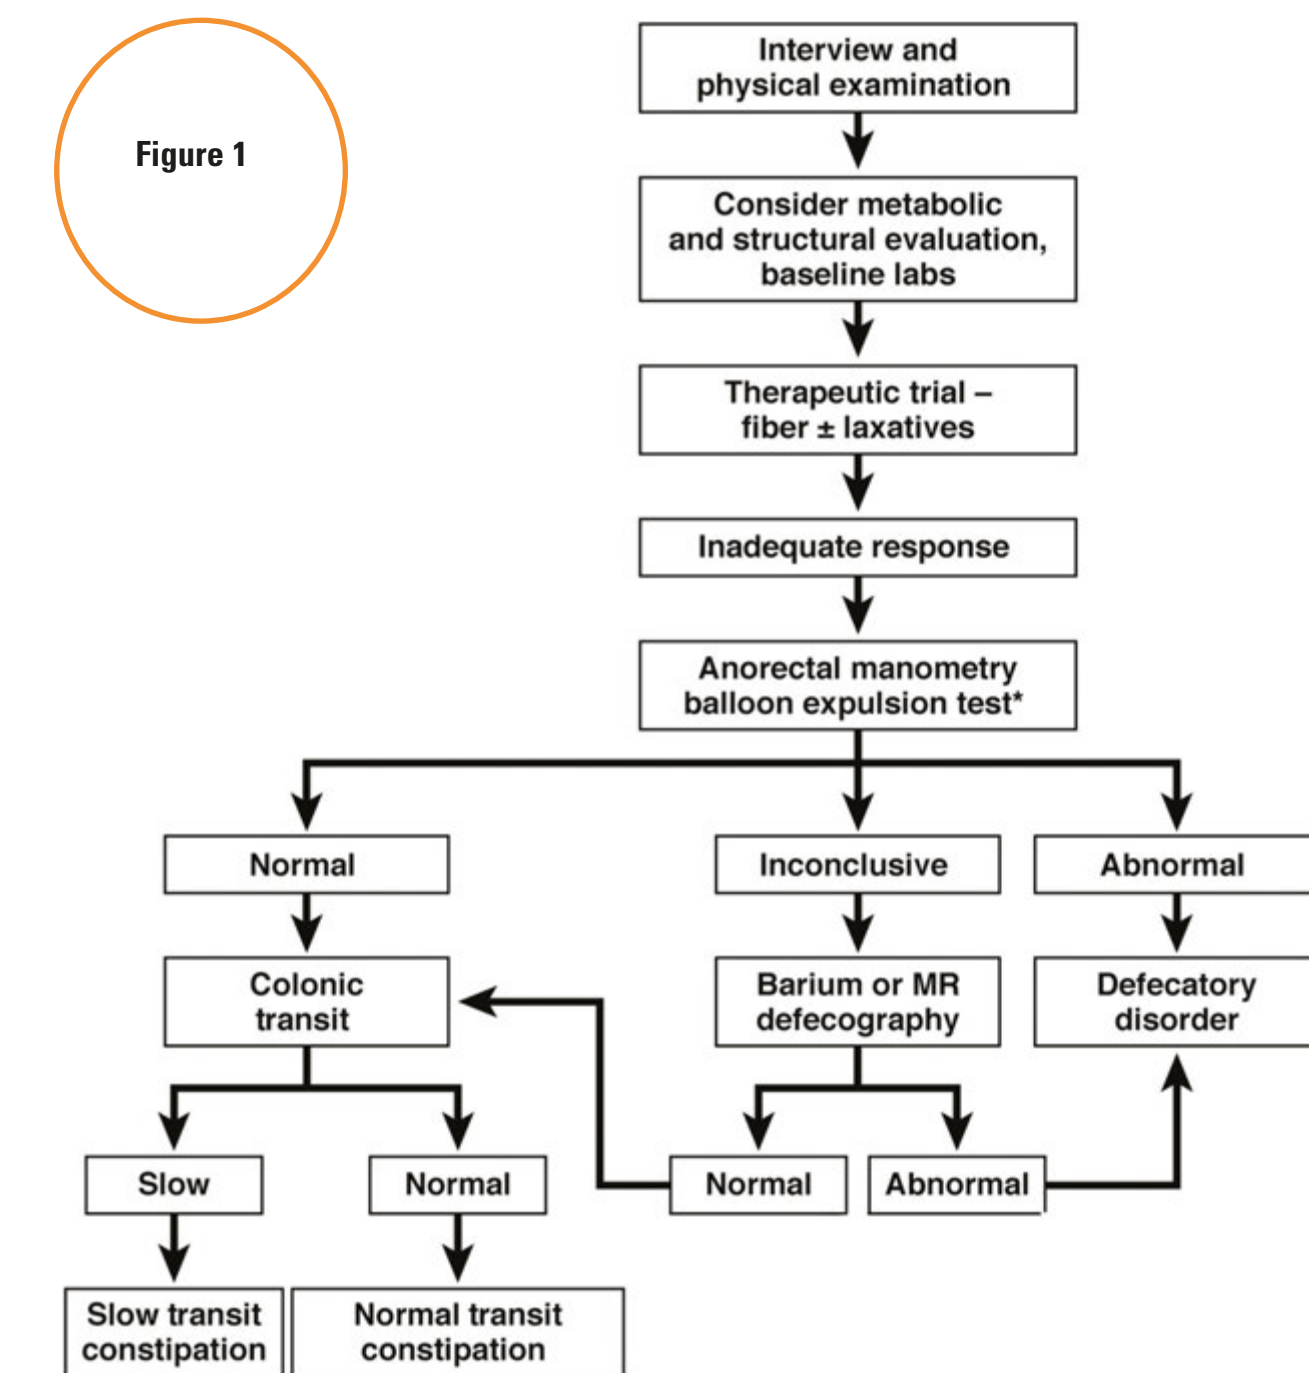 Figure 1
Interview and
physical examination
Consider metabolic
and structural evaluation,
baseline labs
Therapeutic trial –
fiber ± laxatives
Inadequate response
Anorectal manometry
balloon expulsion test*
Normal
Inconclusive
Abnormal
Colonic
transit
Barium or MR
defecography
Defecatory
disorder
Slow
Normal
Normal
Abnormal
Slow transit
constipation
Normal transit
constipation